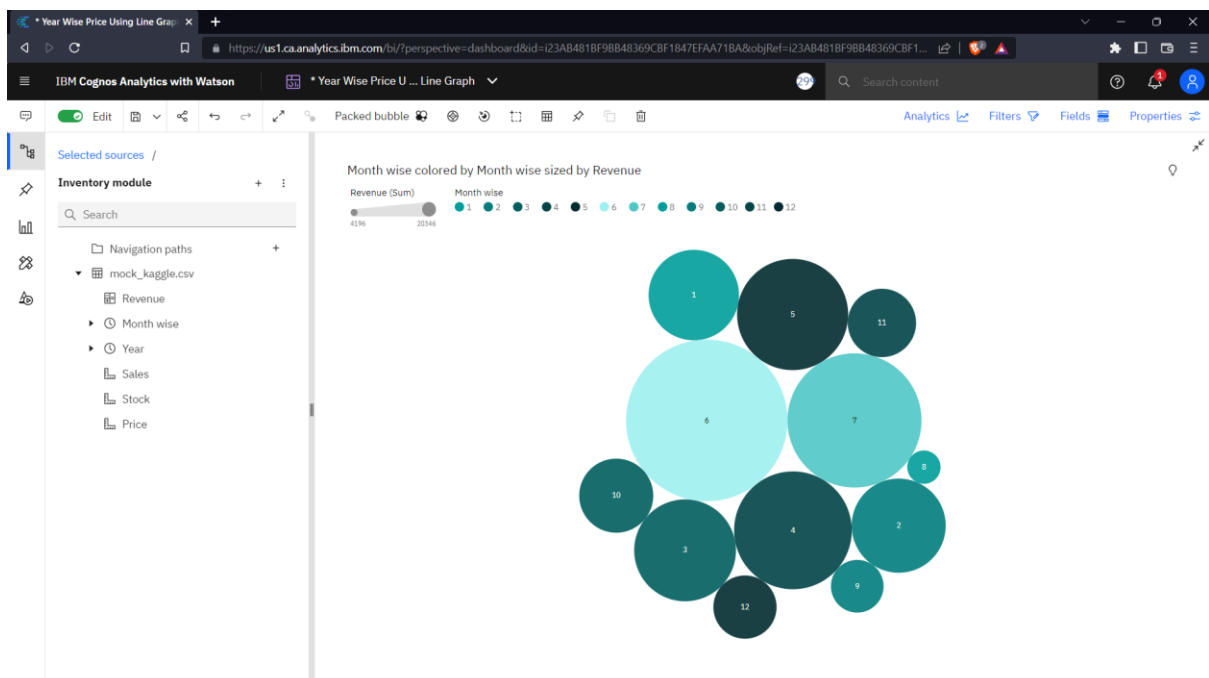 * Year Wise Price Using Line Grap
https://us1.ca.analytics.ibm.com/bi/?perspective=dashboard&id=i23AB481BF9BB48369CBF1847EFAA71BA&objRef=i23AB481BF9BB48369CBF1...
IBM Cognos Analytics with Watson
* Year Wise Price U ... Line Graph
Search content
1
Edit
Packed bubble
Analytics
Filters
Fields
Properties
Selected sources /
Inventory module
Search
Navigation paths
mock_kaggle.csv
Revenue
Month wise
Year
Sales
Stock
Price
Month wise colored by Month wise sized by Revenue
Revenue (Sum)
4196 20346
Month wise
1 2 3 4 5 6 7 8 9 10 11 12
1
5
11
6
7
8
10
2
4
3
9
12